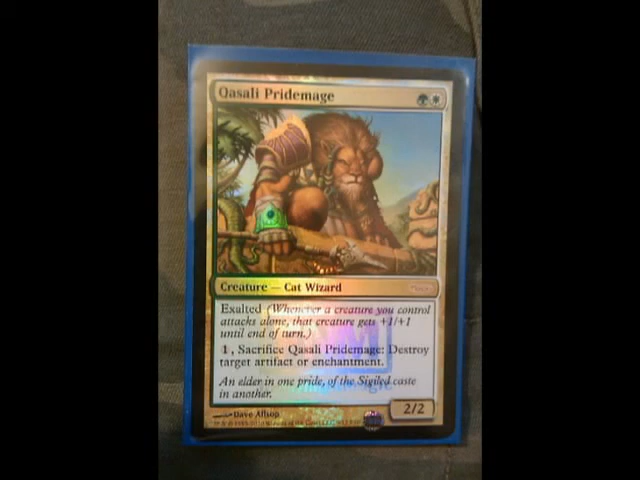 Qasali Pridemage
Creature — Cat Wizard
Exalted (Whenever a creature you control
attacks alone, that creature gets +1/+1
until end of turn.)
1, Sacrifice Qasali Pridemage: Destroy
target artifact or enchantment.
An elder in one pride, of the Sigiled caste
in another.
2/2
Dave Allsop